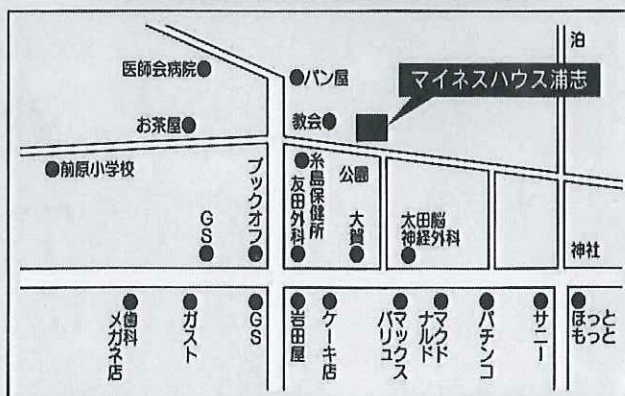 泊
医師会病院
パン屋
マイネスハウス浦志
お茶屋
教会
前原小学校
ブックオフ
GS
糸島保健所
友田外科
公園
大賀
太田脳
神経外科
神社
歯科
メガネ店
ガスト
GS
岩田屋
ケーキ店
マックス
バリュ
マクド
ナルド
パチンコ
サニー
ほっと
もっと